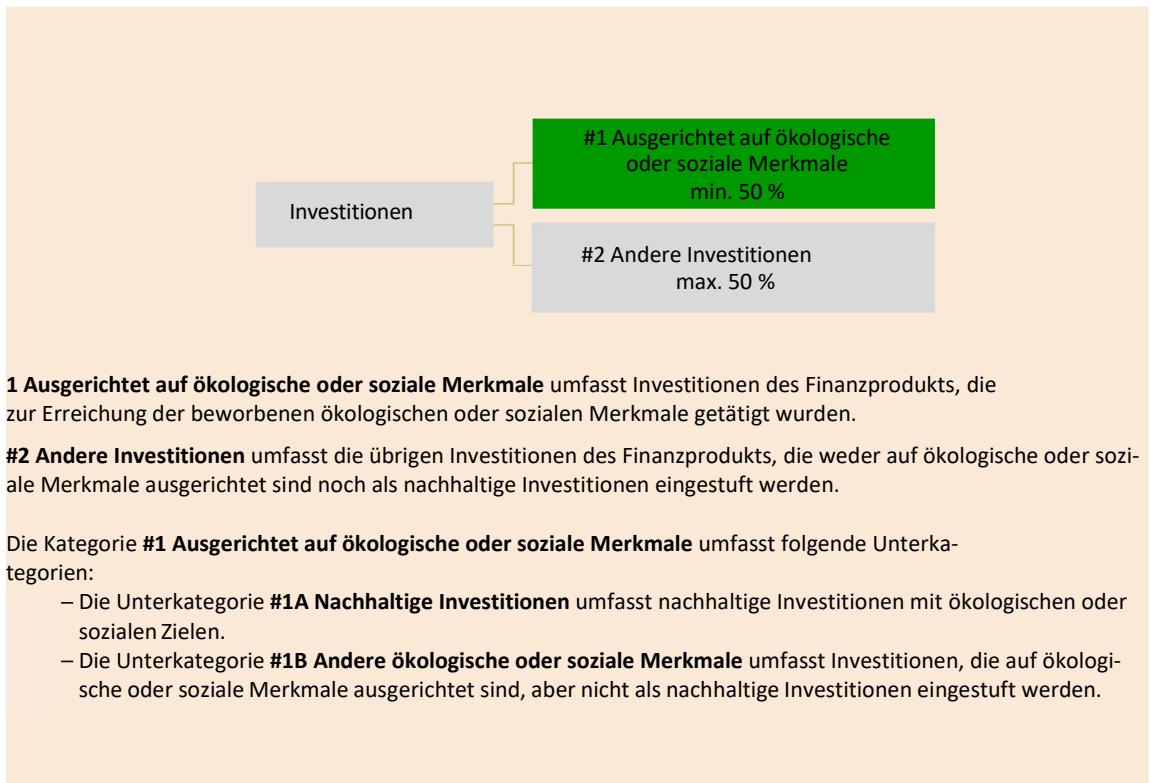 #1 Ausgerichtet auf ökologische
oder soziale Merkmale
min. 50 %
Investitionen
#2 Andere Investitionen
max. 50 %
1 Ausgerichtet auf ökologische oder soziale Merkmale umfasst Investitionen des Finanzprodukts, die
zur Erreichung der beworbenen ökologischen oder sozialen Merkmale getätigt wurden.
#2 Andere Investitionen umfasst die übrigen Investitionen des Finanzprodukts, die weder auf ökologische oder sozi-
ale Merkmale ausgerichtet sind noch als nachhaltige Investitionen eingestuft werden.
Die Kategorie #1 Ausgerichtet auf ökologische oder soziale Merkmale umfasst folgende Unterka-
tegorien:
– Die Unterkategorie #1A Nachhaltige Investitionen umfasst nachhaltige Investitionen mit ökologischen oder
sozialen Zielen.
– Die Unterkategorie #1B Andere ökologische oder soziale Merkmale umfasst Investitionen, die auf ökologi-
sche oder soziale Merkmale ausgerichtet sind, aber nicht als nachhaltige Investitionen eingestuft werden.